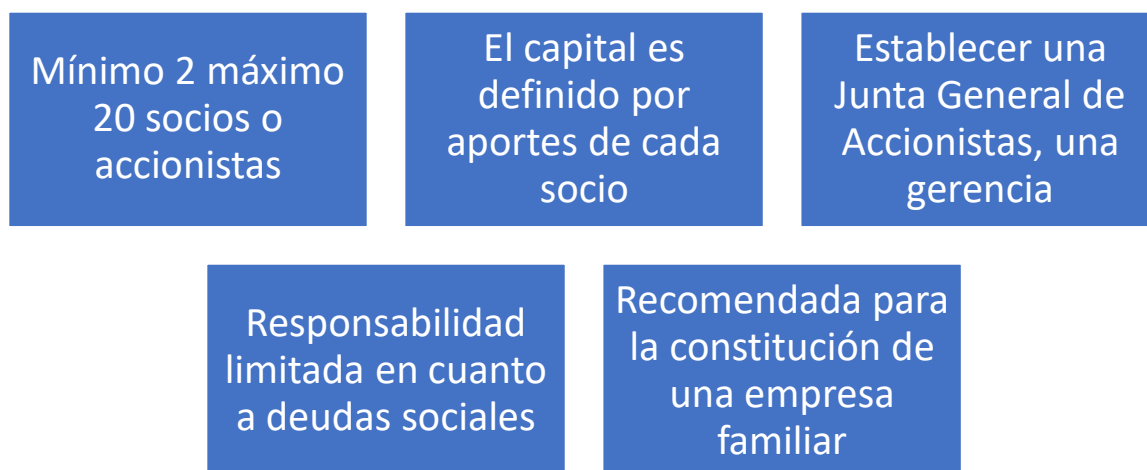 Mínimo 2 máximo
20 socios o
accionistas
El capital es
definido por
aportes de cada
socio
Establecer una
Junta General de
Accionistas, una
gerencia
Responsabilidad
limitada en cuanto
a deudas sociales
Recomendada para
la constitución de
una empresa
familiar